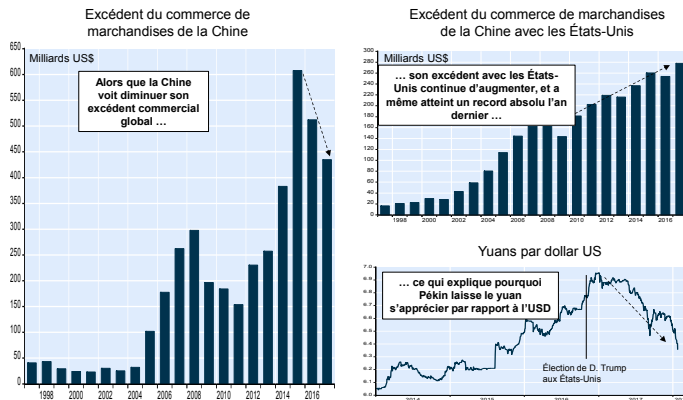 Excédent du commerce de
marchandises de la Chine
Milliards US$
Alors que la Chine
voit diminuer son
excédent commercial
global …
650
600
550
500
450
400
350
300
250
200
150
100
50
0
1998 2000 2002 2004 2006 2008 2010 2012 2014 2016
Excédent du commerce de marchandises
de la Chine avec les États-Unis
Milliards US$
… son excédent avec les États-
Unis continue d’augmenter, et a
même atteint un record absolu l’an
dernier …
300
280
260
240
220
200
180
160
140
120
100
80
60
40
20
0
1998 2000 2002 2004 2006 2008 2010 2012 2014 2016
Yuans par dollar US
… ce qui explique pourquoi
Pékin laisse le yuan
s’apprécier par rapport à l’USD
Élection de D. Trump
aux États-Unis
7.0
6.9
6.8
6.6
6.5
6.4
6.3
6.2
6.1
6.0
2014 2015 2016 2017